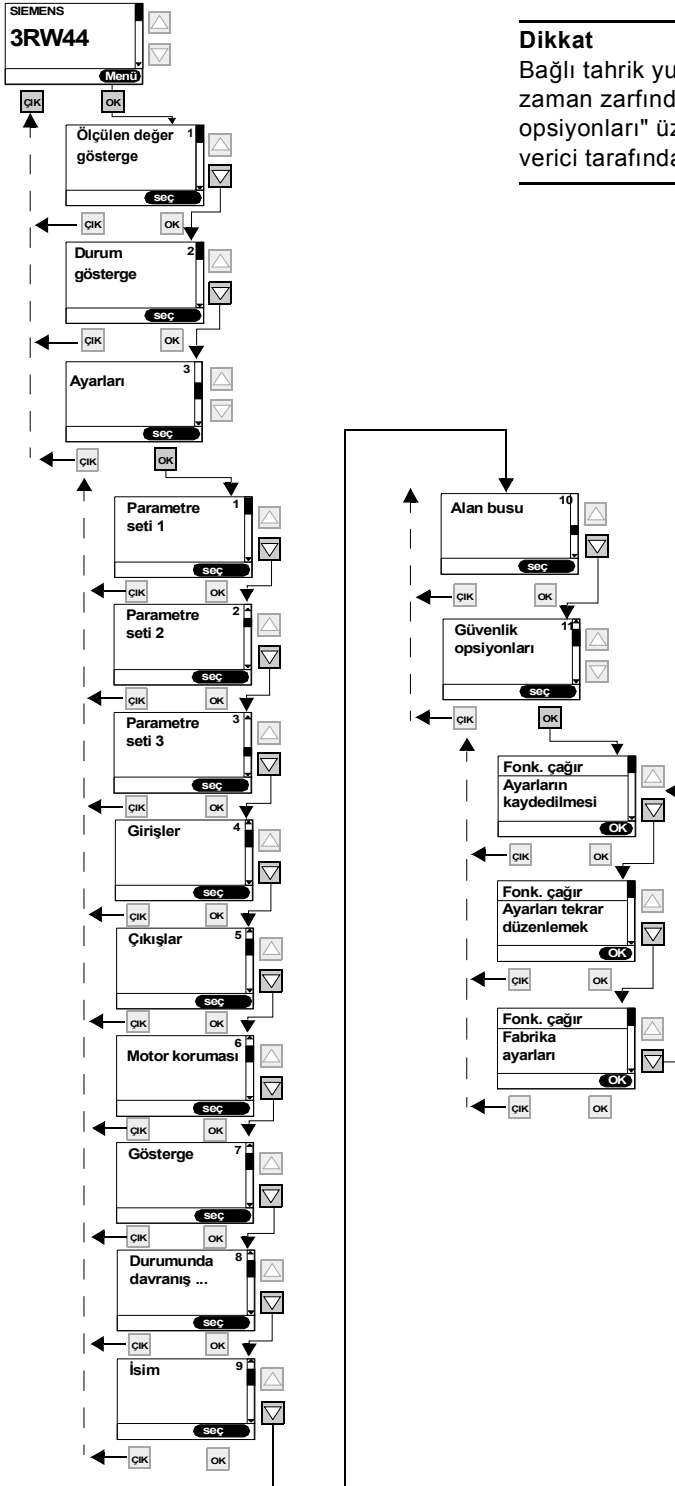 SIEMENS
3RW44
Menü
ÇIK
OK
Ölçülen değer 1
gösterge
seç
ÇIK
OK
Durum 2
gösterge
seç
ÇIK
OK
Ayarları 3
seç
ÇIK
OK
Parametre 1
seti 1
seç
ÇIK
OK
Parametre 2
seti 2
seç
ÇIK
OK
Parametre 3
seti 3
seç
ÇIK
OK
Girişler 4
seç
ÇIK
OK
Çıkışlar 5
seç
ÇIK
OK
Motor koruması 6
seç
ÇIK
OK
Gösterge 7
seç
ÇIK
OK
Durumunda 8
davranış ...
seç
ÇIK
OK
İsim 9
seç
ÇIK
OK
Dikkat
Bağlı tahrik yu
zaman zarfınd
opsiyonları" üz
verici tarafında
Alan busu 10
seç
ÇIK
OK
Güvenlik 11
opsiyonları
seç
ÇIK
OK
Fonk. çağır
Ayarların
kaydedilmesi
OK
ÇIK
OK
Fonk. çağır
Ayarları tekrar
düzenlemek
OK
ÇIK
OK
Fonk. çağır
Fabrika
ayarları
OK
ÇIK
OK